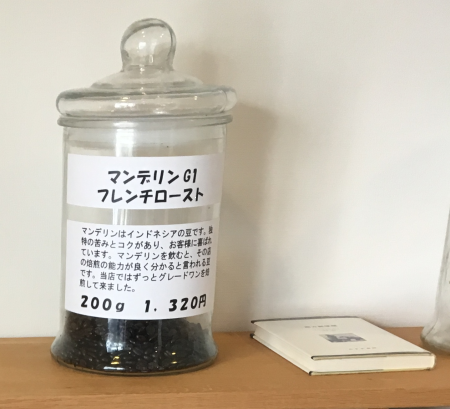 マンデリンG1
フレンチロースト
マンデリンはインドネシアの豆です。独
特の苦みとコクがあり、お客様に喜ばれ
ています。マンデリンを飲むと、その店
の焙煎の能力が良く分かると言われる豆
です。当店ではずっとグレードワンを焙
煎して来ました。
200g 1.320円